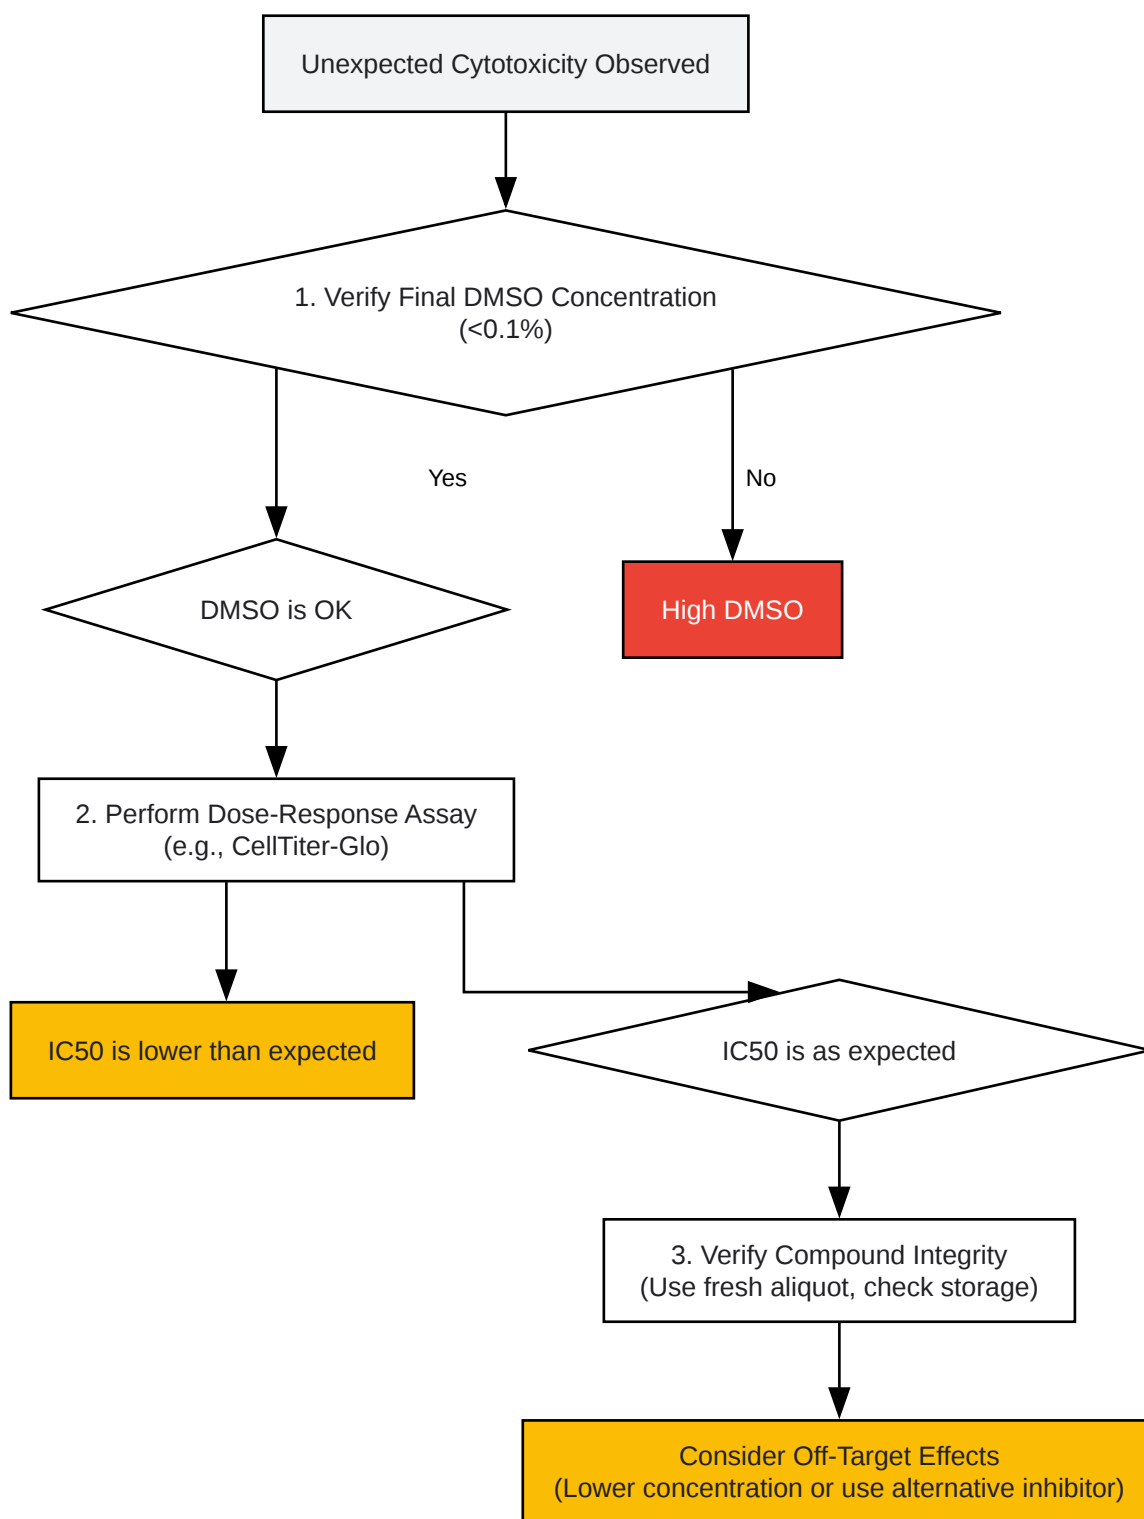 Unexpected Cytotoxicity Observed
1. Verify Final DMSO Concentration
(<0.1%)
Yes
No
DMSO is OK
High DMSO
2. Perform Dose-Response Assay
(e.g., CellTiter-Glo)
IC50 is lower than expected
IC50 is as expected
3. Verify Compound Integrity
(Use fresh aliquot, check storage)
Consider Off-Target Effects
(Lower concentration or use alternative inhibitor)